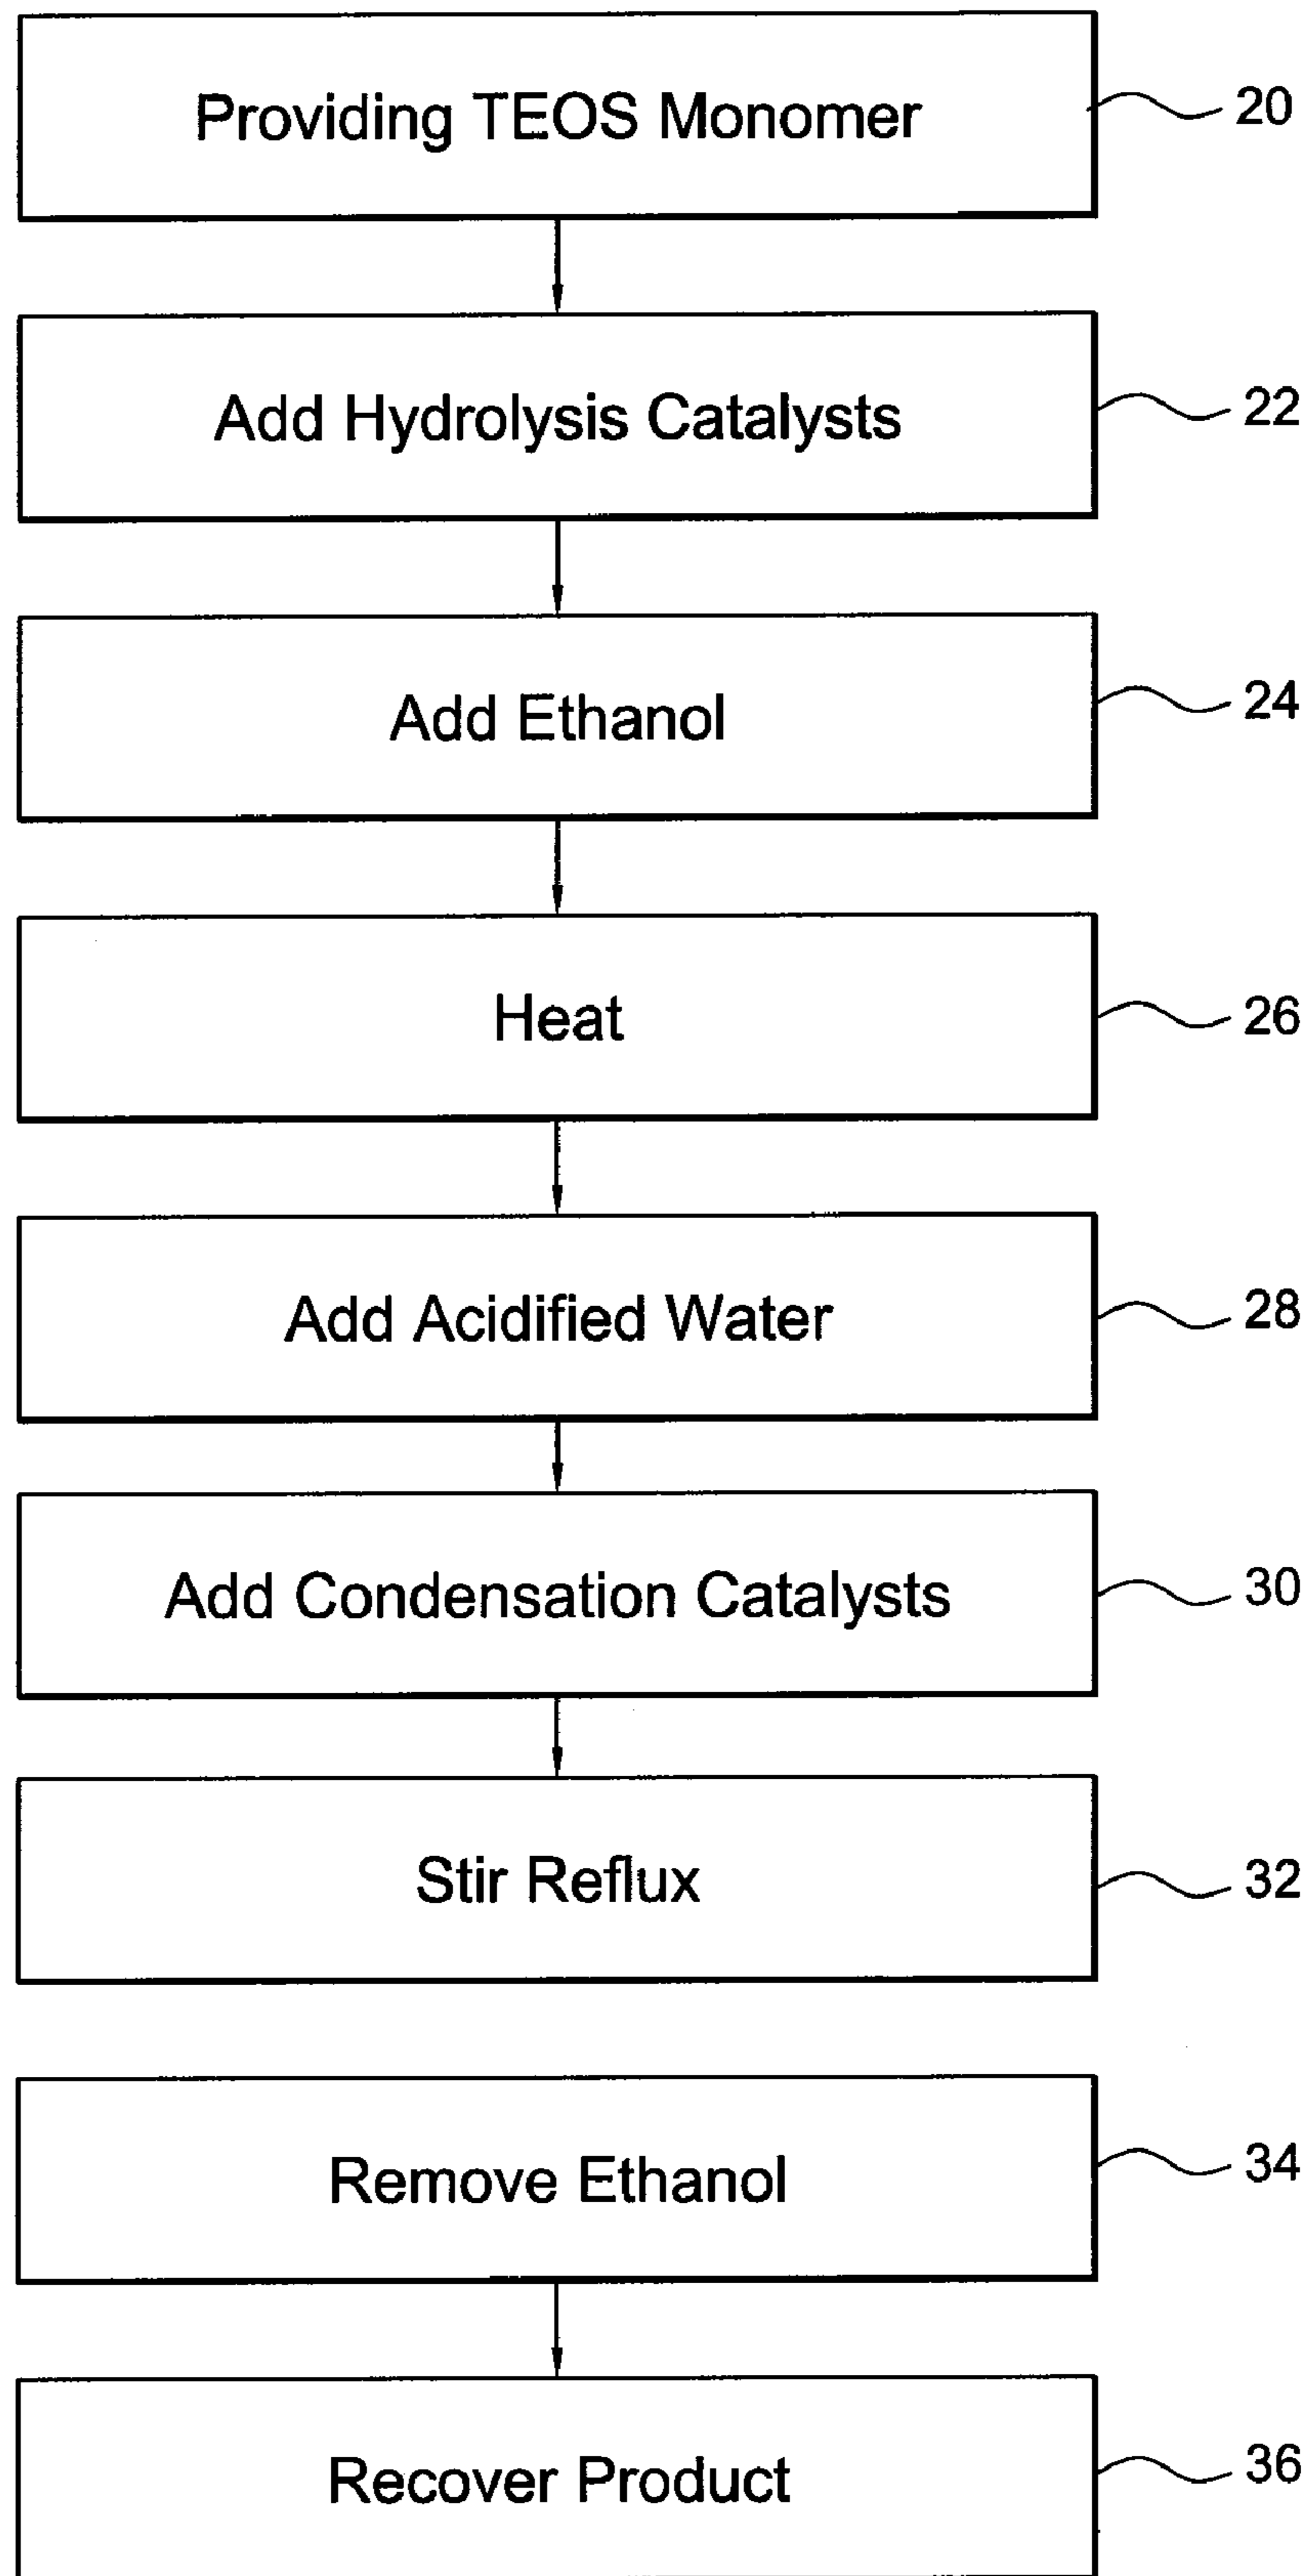 Providing TEOS Monomer 20
Add Hydrolysis Catalysts 22
Add Ethanol 24
Heat 26
Add Acidified Water 28
Add Condensation Catalysts 30
Stir Reflux 32
Remove Ethanol 34
Recover Product 36